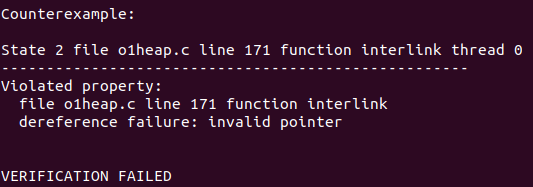 Counterexample:
State 2 file o1heap.c line 171 function interlink thread 0
----------------------------------------------------
Violated property:
file o1heap.c line 171 function interlink
dereference failure: invalid pointer
VERIFICATION FAILED